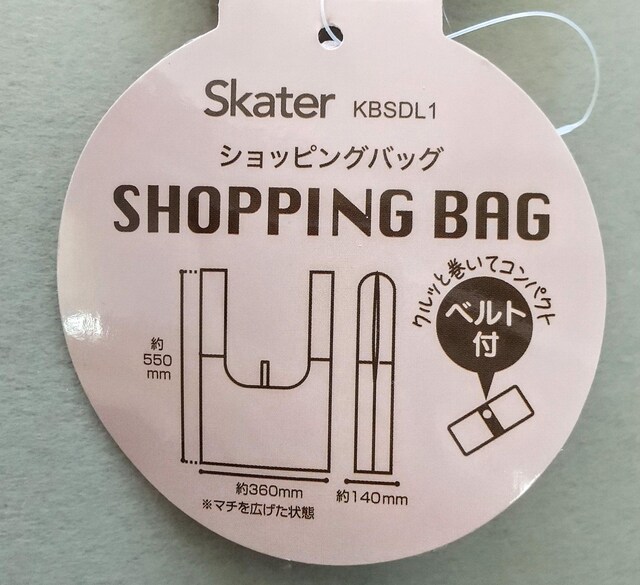 Skater KBSDL1
ショッピングバッグ
SHOPPING BAG
クルッと巻いてコンパクト
ベルト
付
約
550
mm
約360mm
約140mm
※マチを広げた状態